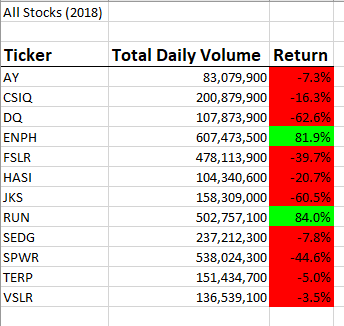 All Stocks (2018)
Ticker Total Daily Volume Return
AY 83,079,900 -7.3%
CSIQ 200,879,900 -16.3%
DQ 107,873,900 -62.6%
ENPH 607,473,500 81.9%
FSLR 478,113,900 -39.7%
HASI 104,340,600 -20.7%
JKS 158,309,000 -60.5%
RUN 502,757,100 84.0%
SEDG 237,212,300 -7.8%
SPWR 538,024,300 -44.6%
TERP 151,434,700 -5.0%
VSLR 136,539,100 -3.5%